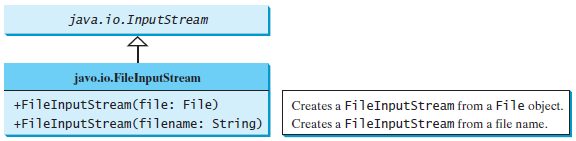 java.io.InputStream
javo.io.FileInputStream
+FileInputStream(file: File)
+FileInputStream(filename: String)
Creates a FileInputStream from a File object.
Creates a FileInputStream from a file name.